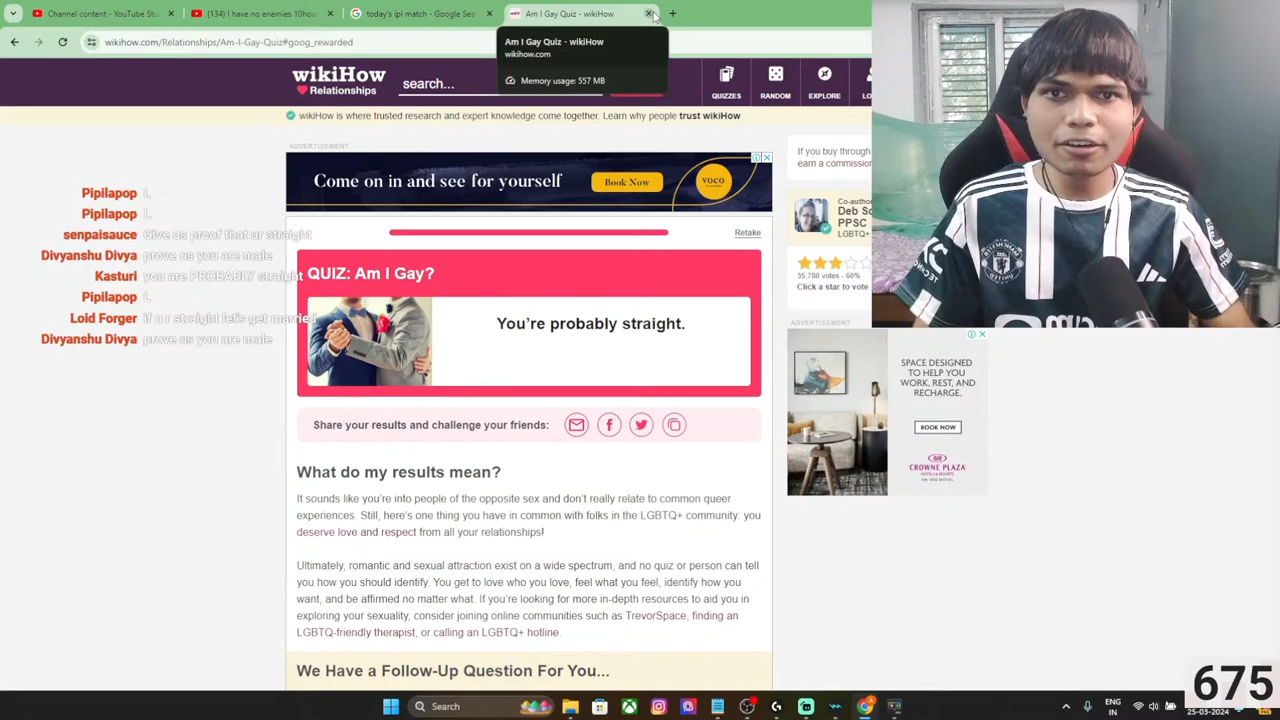 Channel content - YouTube Stu
(134) I have no enemies 10hour
today's ipl match - Google Sea
Am I Gay Quiz - wikiHow
wikihow.com/Relationships/Am-I-Gay-Quiz#goog_rewarded
Am I Gay Quiz - wikiHow
wikihow.com
Memory usage: 557 MB
wikiHow
Relationships
search...
QUIZZES
RANDOM
EXPLORE
wikiHow is where trusted research and expert knowledge come together. Learn why people trust wikiHow
ADVERTISEMENT
Come on in and see for yourself
Book Now
VOCO
If you buy through
earn a commission
Co-author
Deb Sc
PPSC
LGBTQ+
35,780 votes - 60%
Click a star to vote
Retake
QUIZ: Am I Gay?
You're probably straight.
Share your results and challenge your friends:
What do my results mean?
It sounds like you're into people of the opposite sex and don't really relate to common queer
experiences. Still, here's one thing you have in common with folks in the LGBTQ+ community: you
deserve love and respect from all your relationships!
Ultimately, romantic and sexual attraction exist on a wide spectrum, and no quiz or person can tell
you how you should identify. You get to love who you love, feel what you feel, identify how you
want, and be affirmed no matter what. If you're looking for more in-depth resources to aid you in
exploring your sexuality, consider joining online communities such as TrevorSpace, finding an
LGBTQ-friendly therapist, or calling an LGBTQ+ hotline.
We Have a Follow-Up Question For You...
Pipilapop L
Pipilapop L
senpaisauce us proof that ur straight
Divyanshu Divya prove us you are male
Kasturi you are PROBABLY straight
Pipilapop L
Loid Forger if u r straight let's get married
Divyanshu Divya prove us you are male
ADVERTISEMENT
SPACE DESIGNED
TO HELP YOU
WORK, REST, AND
RECHARGE.
BOOK NOW
CROWNE PLAZA
HOTELS & RESORTS
AN IHG HOTEL
Search
ENG
IN
25-03-2024
675